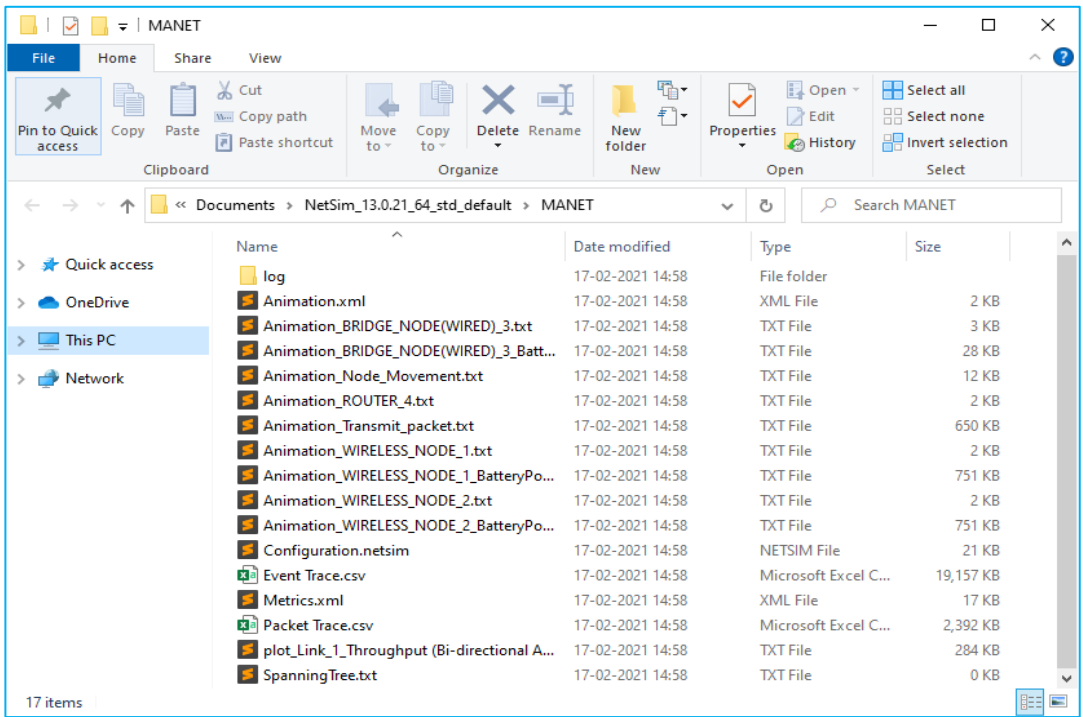 MANET
File Home Share View
Pin to Quick access
Copy
Paste
Cut
Copy path
Paste shortcut
Clipboard
Move to
Copy to
Delete
Rename
Organize
New folder
New
Properties
Open
Edit
History
Open
Select all
Select none
Invert selection
Select
« Documents > NetSim_13.0.21_64_std_default > MANET
Search MANET
Quick access
OneDrive
This PC
Network
Name Date modified Type Size
log 17-02-2021 14:58 File folder
Animation.xml 17-02-2021 14:58 XML File 2 KB
Animation_BRIDGE_NODE(WIRED)_3.txt 17-02-2021 14:58 TXT File 3 KB
Animation_BRIDGE_NODE(WIRED)_3_Batt... 17-02-2021 14:58 TXT File 28 KB
Animation_Node_Movement.txt 17-02-2021 14:58 TXT File 12 KB
Animation_ROUTER_4.txt 17-02-2021 14:58 TXT File 2 KB
Animation_Transmit_packet.txt 17-02-2021 14:58 TXT File 650 KB
Animation_WIRELESS_NODE_1.txt 17-02-2021 14:58 TXT File 2 KB
Animation_WIRELESS_NODE_1_BatteryPo... 17-02-2021 14:58 TXT File 751 KB
Animation_WIRELESS_NODE_2.txt 17-02-2021 14:58 TXT File 2 KB
Animation_WIRELESS_NODE_2_BatteryPo... 17-02-2021 14:58 TXT File 751 KB
Configuration.netsim 17-02-2021 14:58 NETSIM File 21 KB
Event Trace.csv 17-02-2021 14:58 Microsoft Excel C... 19,157 KB
Metrics.xml 17-02-2021 14:58 XML File 17 KB
Packet Trace.csv 17-02-2021 14:58 Microsoft Excel C... 2,392 KB
plot_Link_1_Throughput (Bi-directional A... 17-02-2021 14:58 TXT File 284 KB
SpanningTree.txt 17-02-2021 14:58 TXT File 0 KB
17 items